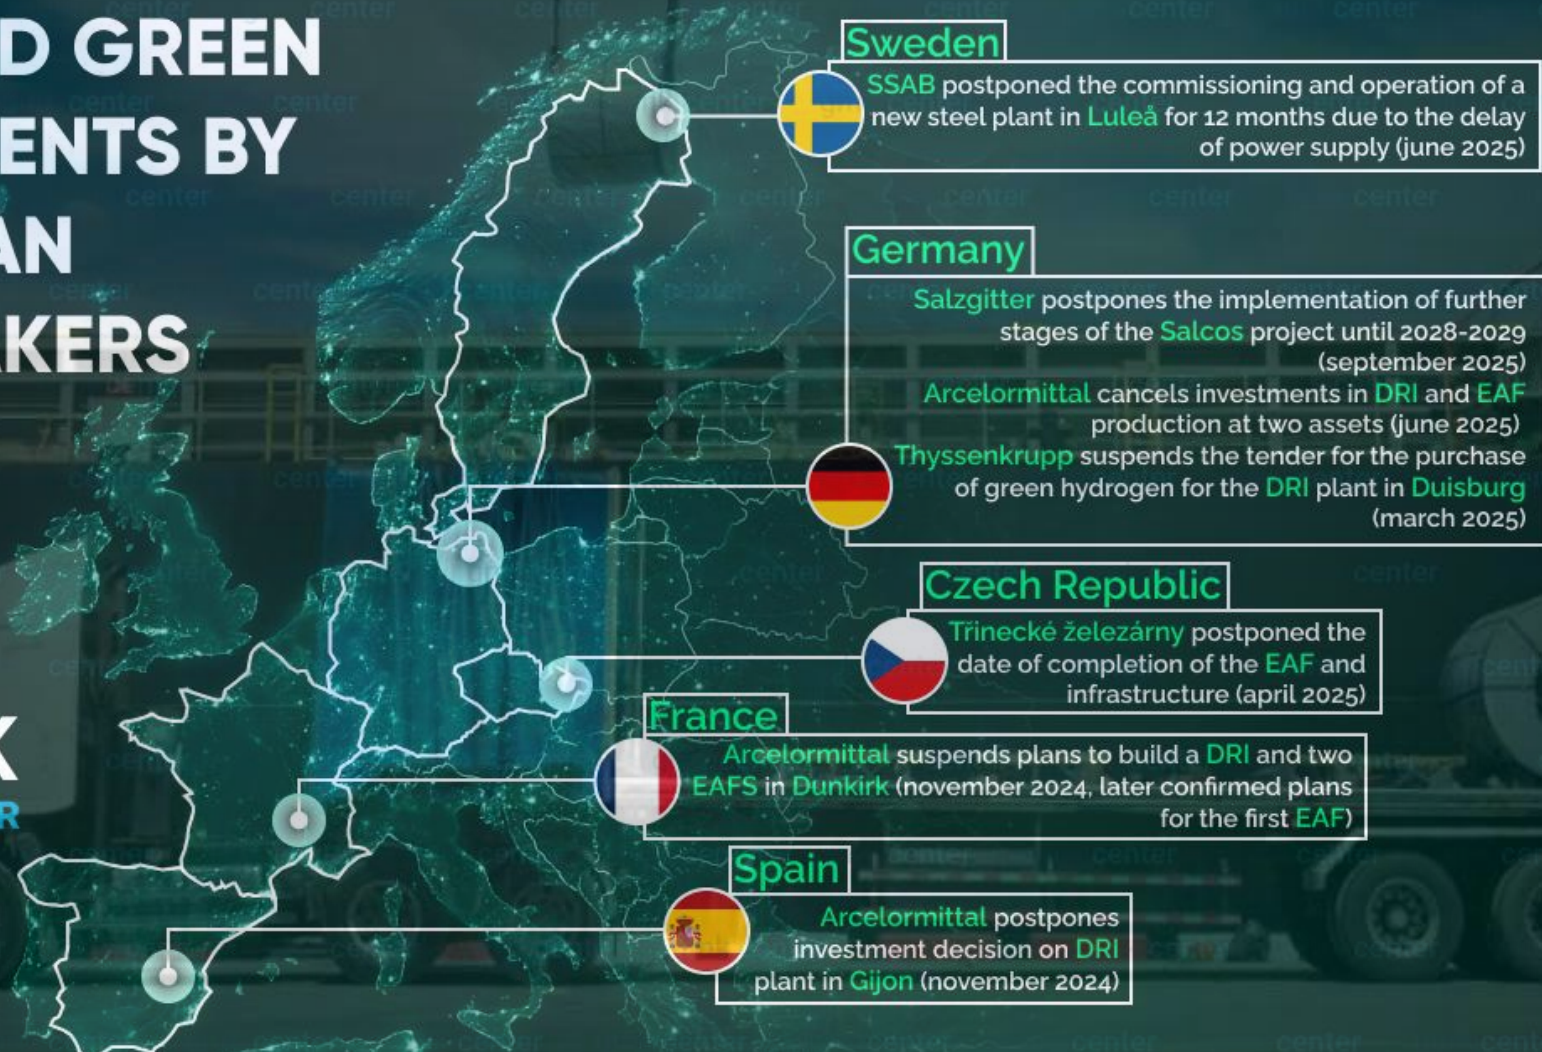 D GREEN
ENTS BY
AN
KERS
K
R
Sweden
SSAB postponed the commissioning and operation of a
new steel plant in Luleå for 12 months due to the delay
of power supply (june 2025)
Germany
Salzgitter postpones the implementation of further
stages of the Salcos project until 2028-2029
(september 2025)
Arcelormittal cancels investments in DRI and EAF
production at two assets (june 2025)
Thyssenkrupp suspends the tender for the purchase
of green hydrogen for the DRI plant in Duisburg
(march 2025)
Czech Republic
Třinecké železárny postponed the
date of completion of the EAF and
infrastructure (april 2025)
France
Arcelormittal suspends plans to build a DRI and two
EAFS in Dunkirk (november 2024, later confirmed plans
for the first EAF)
Spain
Arcelormittal postpones
investment decision on DRI
plant in Gijon (november 2024)